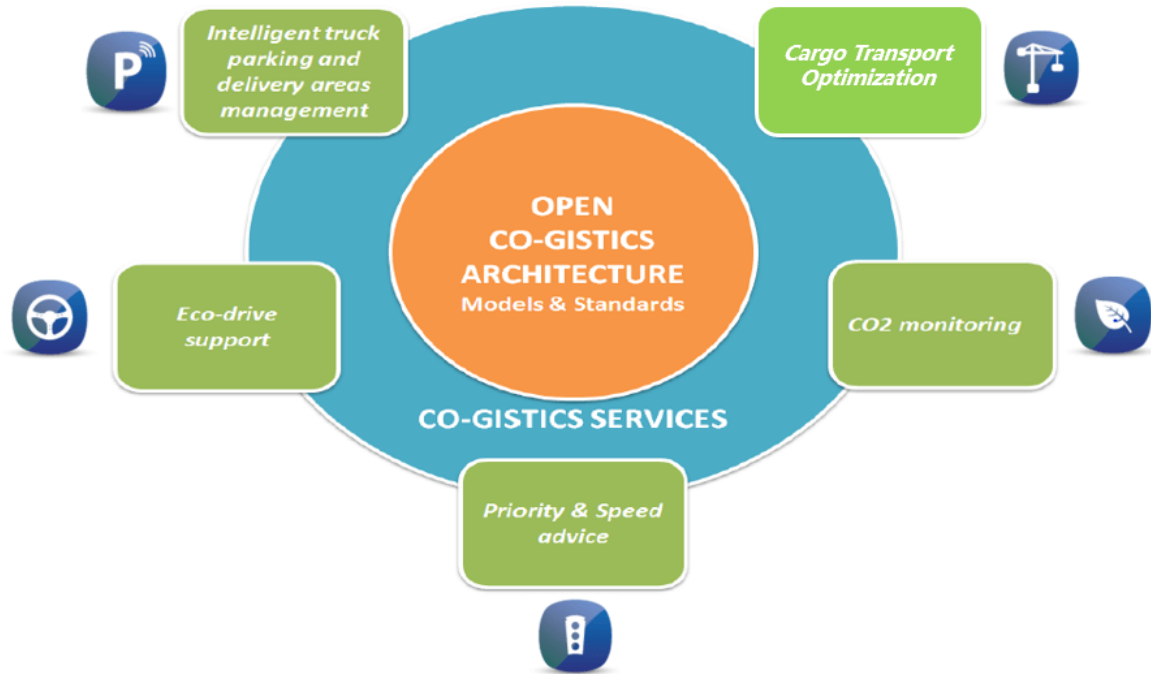 Intelligent truck
parking and
delivery areas
management
P
Cargo Transport
Optimization
OPEN
CO-GISTICS
ARCHITECTURE
Models & Standards
Eco-drive
support
CO2 monitoring
CO-GISTICS SERVICES
Priority & Speed
advice